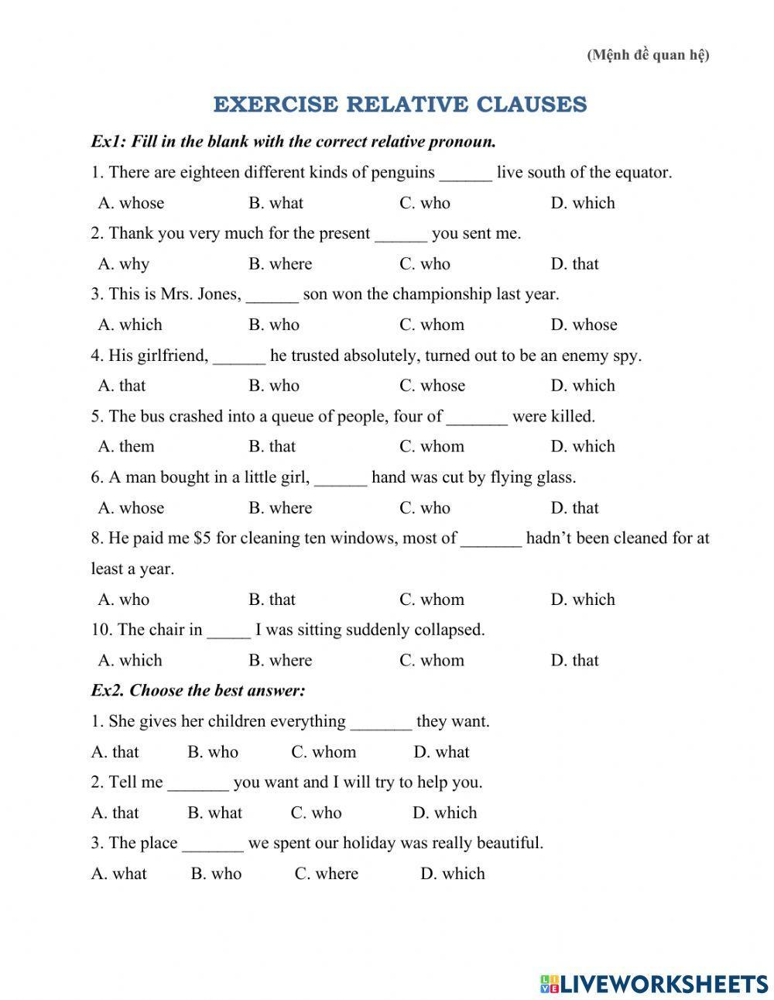 (Mệnh đề quan hệ)
EXERCISE RELATIVE CLAUSES
Ex1: Fill in the blank with the correct relative pronoun.
1. There are eighteen different kinds of penguins ______ live south of the equator.
A. whose B. what C. who D. which
2. Thank you very much for the present ______ you sent me.
A. why B. where C. who D. that
3. This is Mrs. Jones, ______ son won the championship last year.
A. which B. who C. whom D. whose
4. His girlfriend, ______ he trusted absolutely, turned out to be an enemy spy.
A. that B. who C. whose D. which
5. The bus crashed into a queue of people, four of _______ were killed.
A. them B. that C. whom D. which
6. A man bought in a little girl, ______ hand was cut by flying glass.
A. whose B. where C. who D. that
8. He paid me $5 for cleaning ten windows, most of _______ hadn’t been cleaned for at
least a year.
A. who B. that C. whom D. which
10. The chair in _____ I was sitting suddenly collapsed.
A. which B. where C. whom D. that
Ex2. Choose the best answer:
1. She gives her children everything _______ they want.
A. that B. who C. whom D. what
2. Tell me _______ you want and I will try to help you.
A. that B. what C. who D. which
3. The place _______ we spent our holiday was really beautiful.
A. what B. who C. where D. which
LIVE LIVEWORKSHEETS